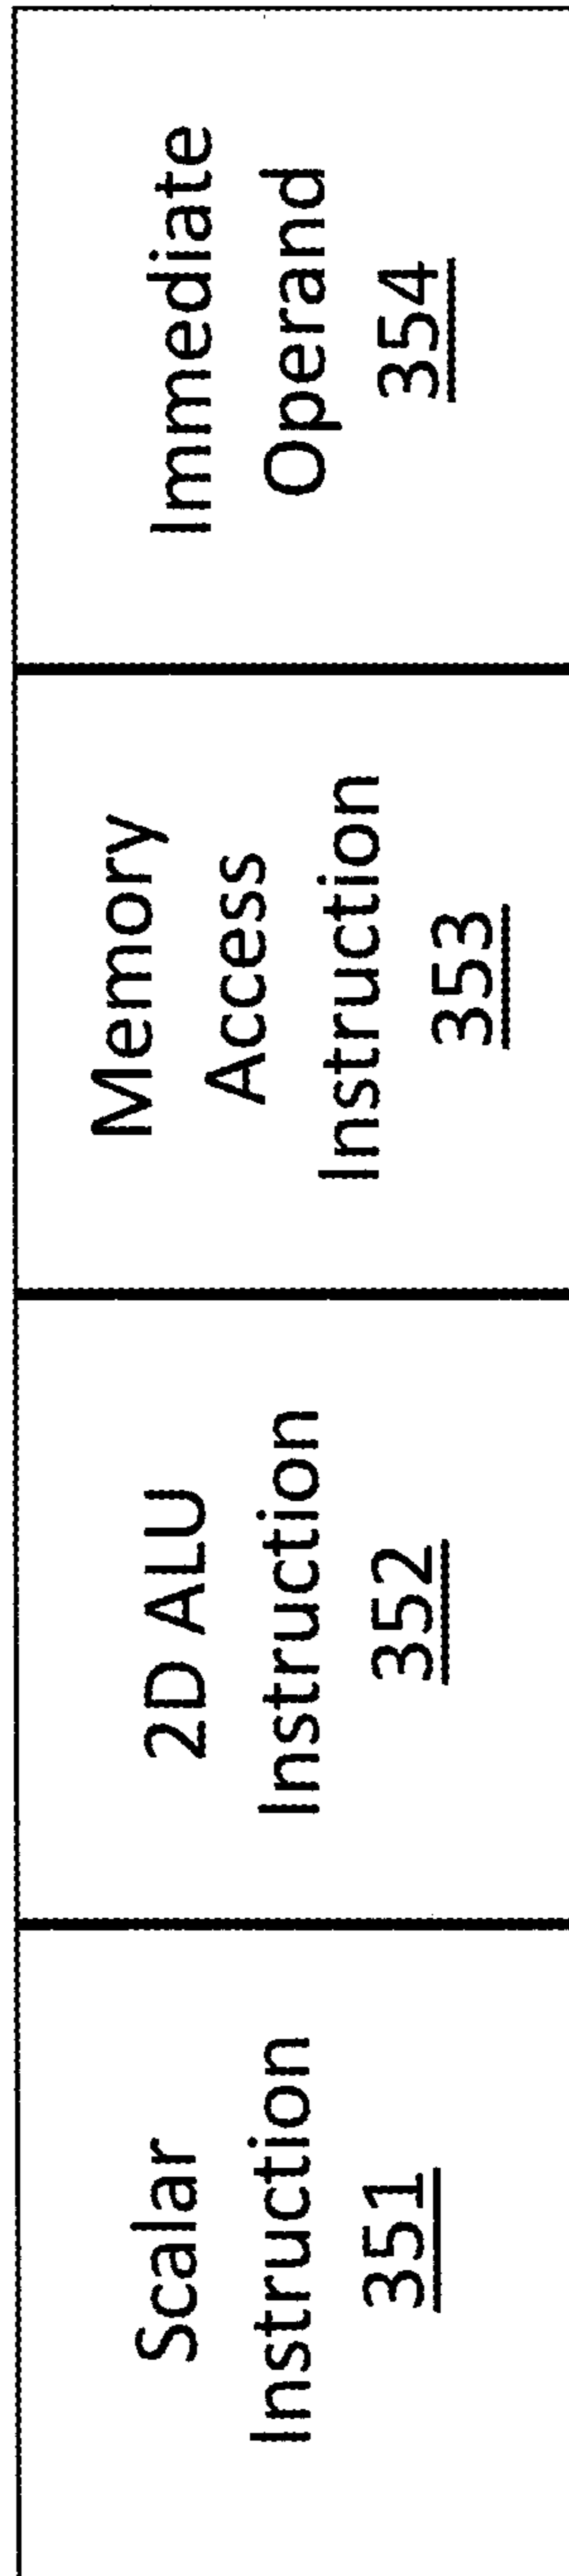 Scalar
Instruction
351
2D ALU
Instruction
352
Memory
Access
Instruction
353
Immediate
Operand
354